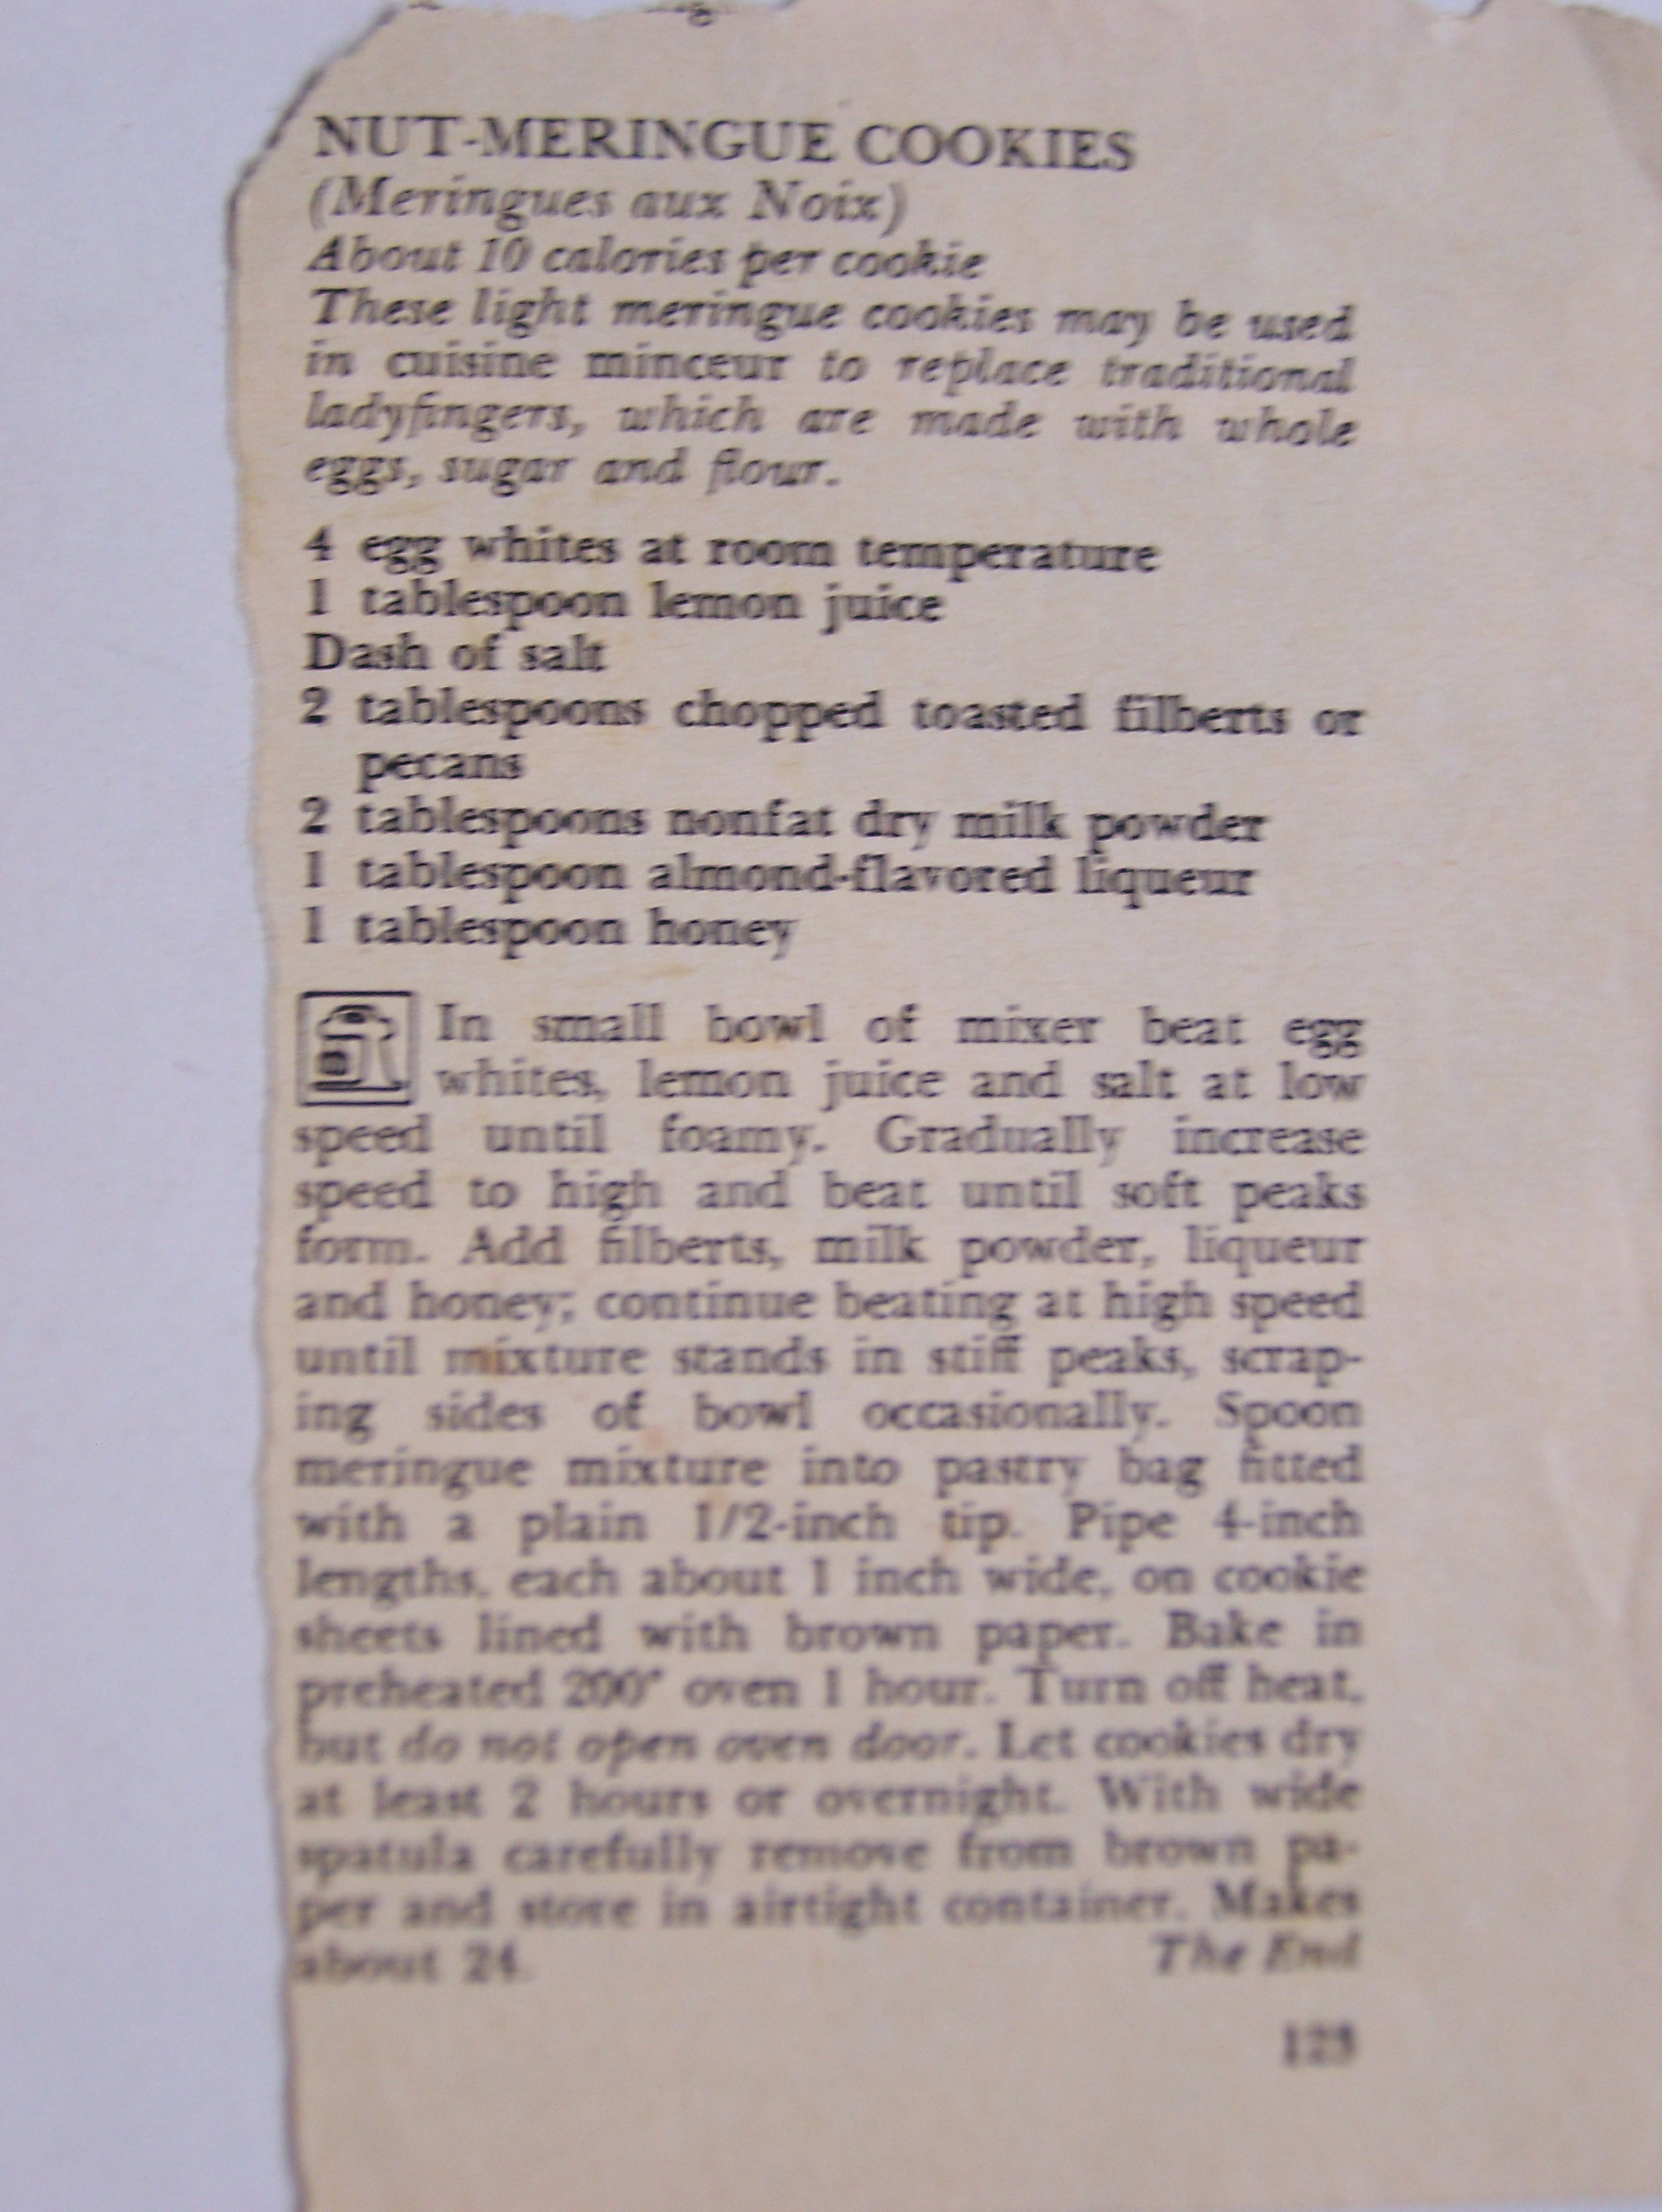 NUT-MERINGUE COOKIES
(Meringues aux Noix)
About 10 calories per cookie
These light meringue cookies may be used
in cuisine minceur to replace traditional
ladyfingers, which are made with whole
eggs, sugar and flour.
4 egg whites at room temperature
1 tablespoon lemon juice
Dash of salt
2 tablespoons chopped toasted filberts or
pecans
2 tablespoons nonfat dry milk powder
1 tablespoon almond-flavored liqueur
1 tablespoon honey
In small bowl of mixer beat egg
whites, lemon juice and salt at low
speed until foamy. Gradually increase
speed to high and beat until soft peaks
form. Add filberts, milk powder, liqueur
and honey; continue beating at high speed
until mixture stands in stiff peaks, scrap-
ing sides of bowl occasionally. Spoon
meringue mixture into pastry bag fitted
with a plain 1/2-inch tip. Pipe 4-inch
lengths, each about 1 inch wide, on cookie
sheets lined with brown paper. Bake in
preheated 200° oven 1 hour. Turn off heat,
but do not open oven door. Let cookies dry
at least 2 hours or overnight. With wide
spatula carefully remove from brown pa-
per and store in airtight container. Makes
about 24. The End